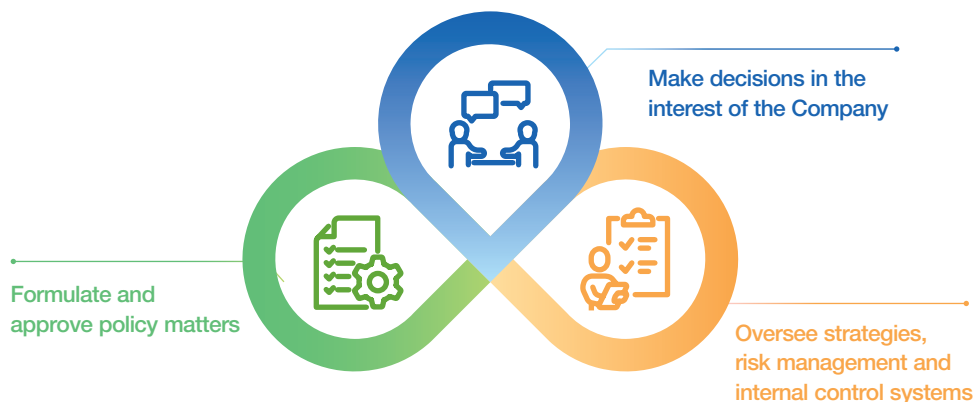 Make decisions in the
interest of the Company
Formulate and
approve policy matters
Oversee strategies,
risk management and
internal control systems